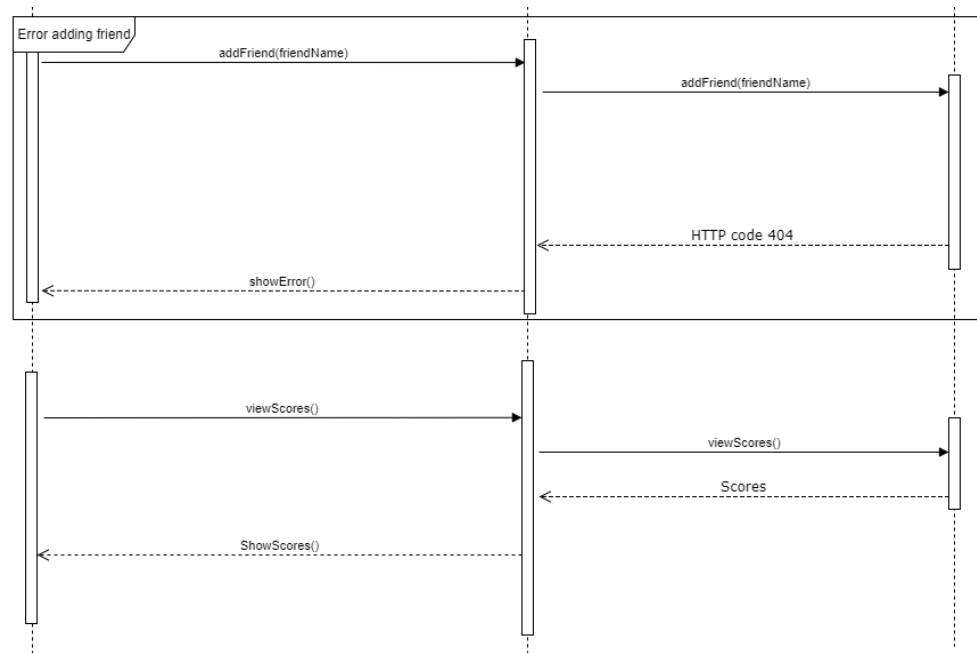 Error adding friend
addFriend(friendName)
addFriend(friendName)
HTTP code 404
showError()
viewScores()
viewScores()
Scores
ShowScores()